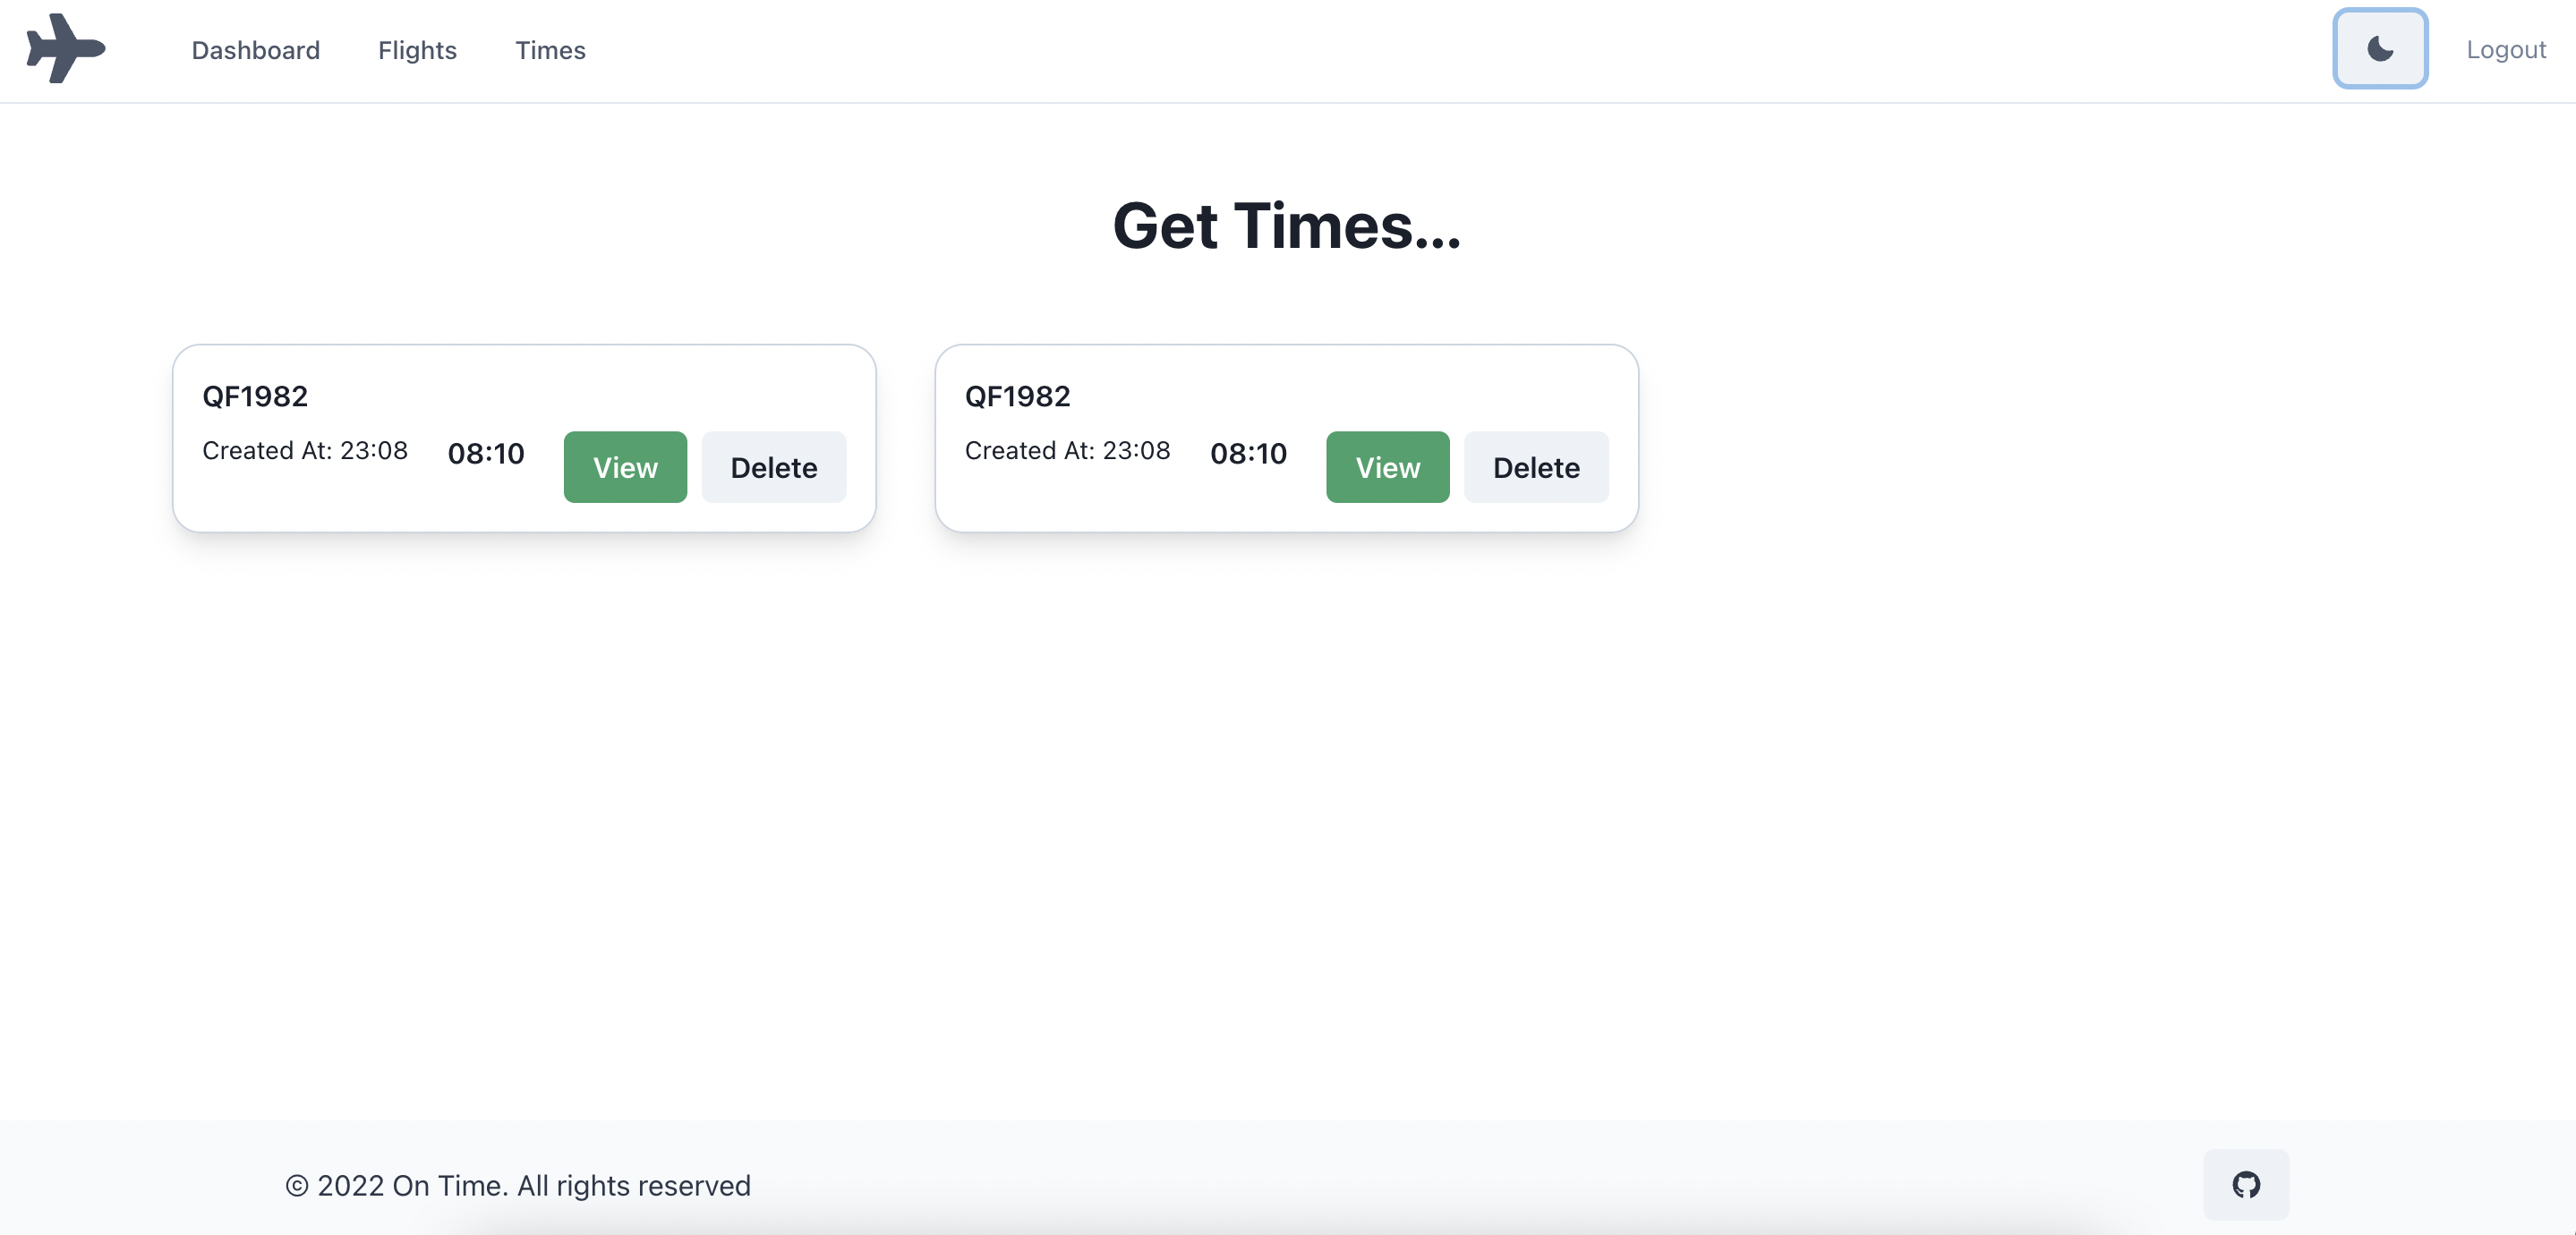 Dashboard Flights Times Logout
Get Times...
QF1982
Created At: 23:08 08:10 View Delete
QF1982
Created At: 23:08 08:10 View Delete
© 2022 On Time. All rights reserved